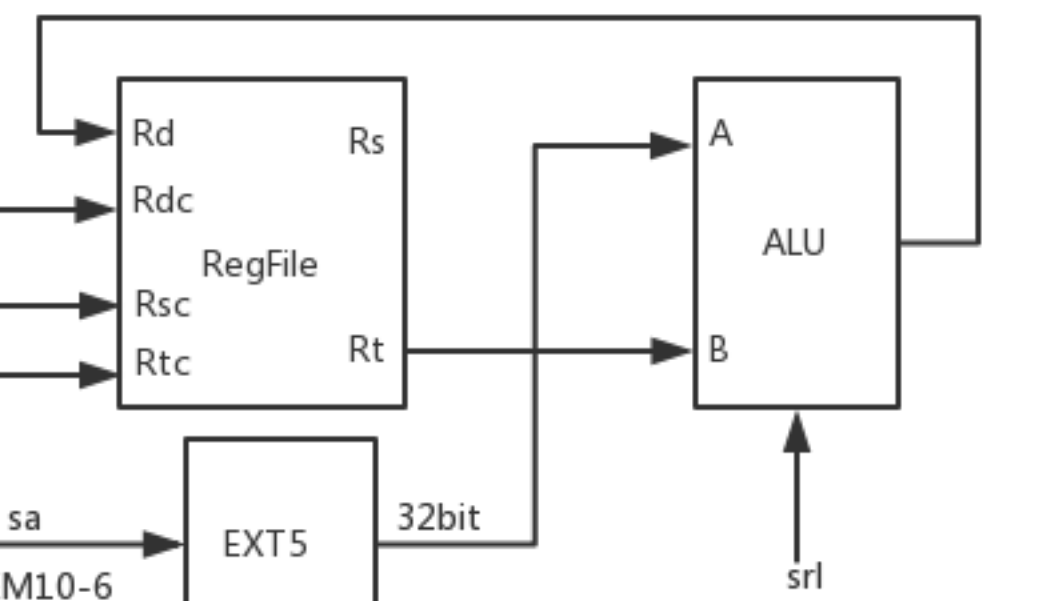 Rd
Rs
A
Rdc
ALU
RegFile
Rsc
Rt
B
Rtc
sa
32bit
EXT5
M10-6
srl